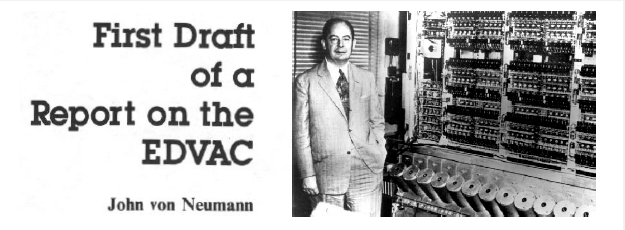 First Draft
of a
Report on the
EDVAC
John von Neumann